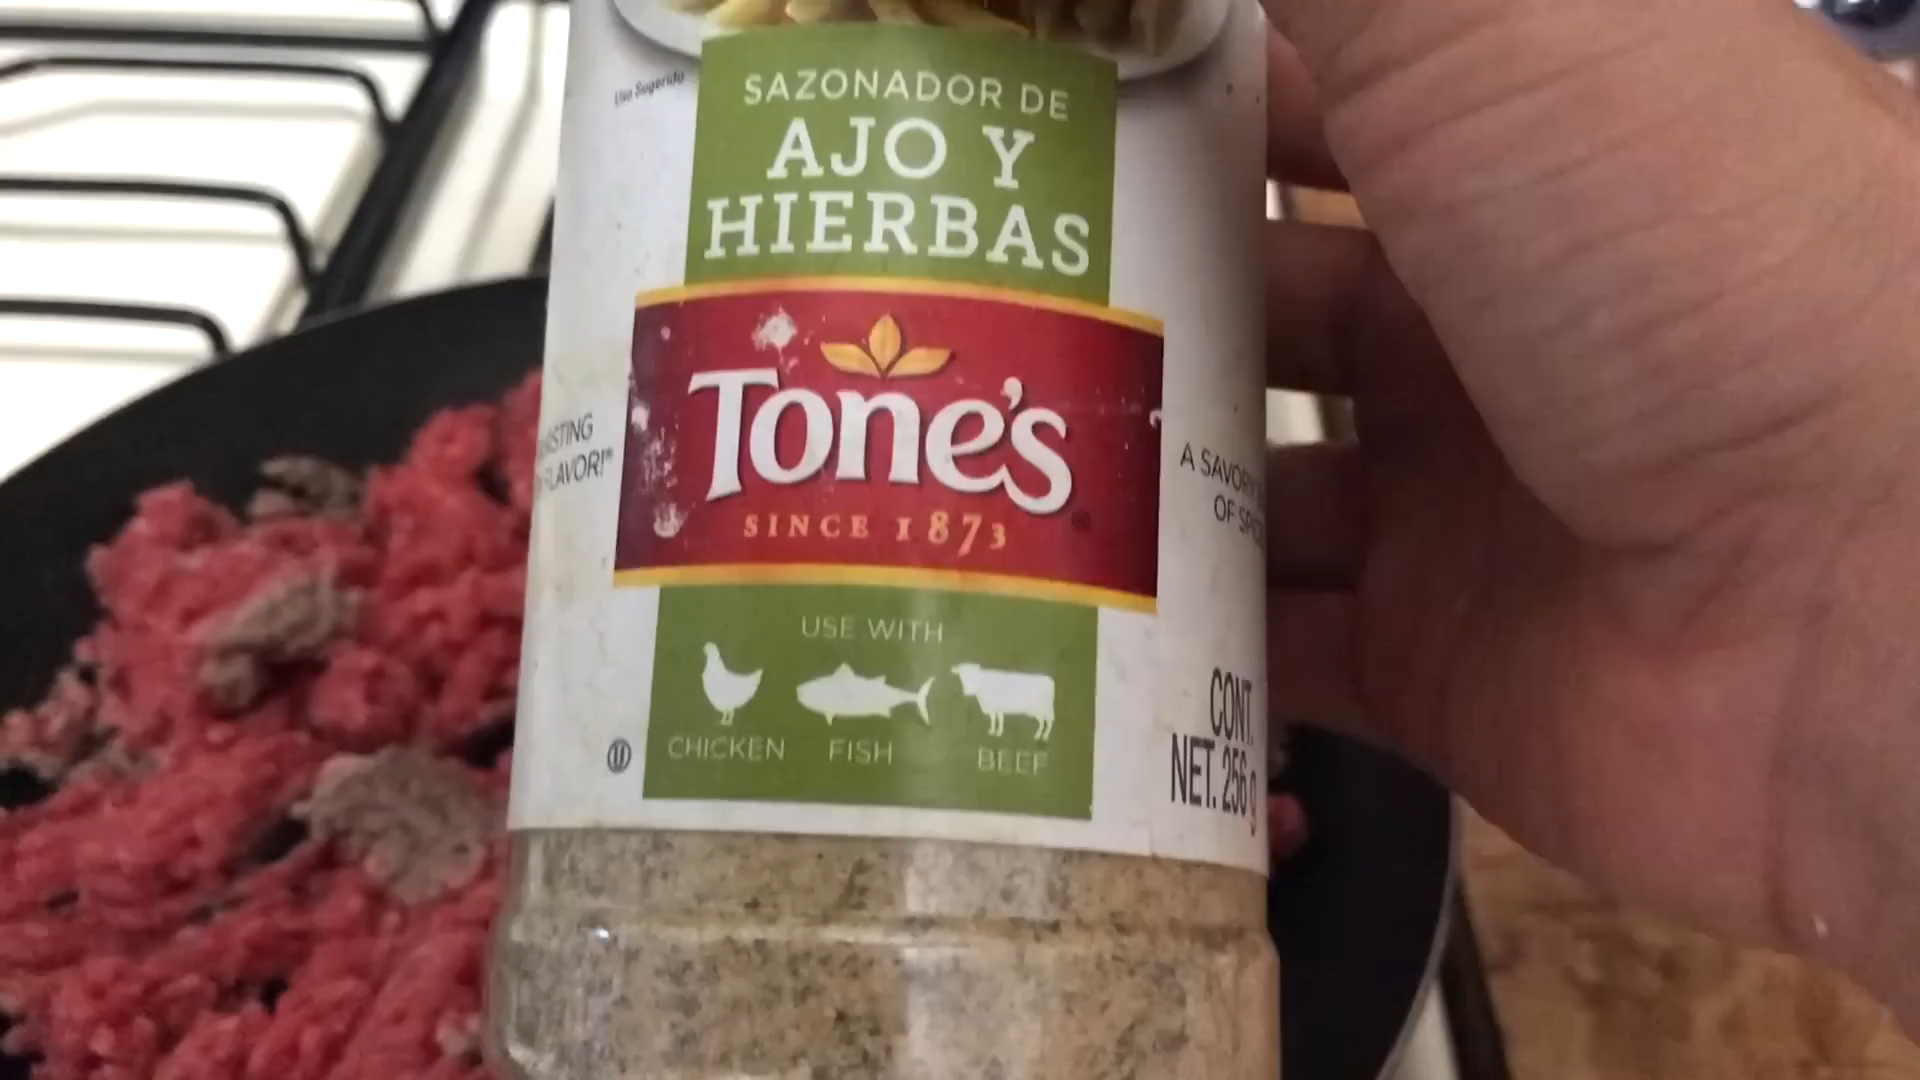 Uso Sugerido
SAZONADOR DE
AJO Y
HIERBAS
TONE'S
SINCE 1873
FLAVOR!
A SAVORY
OF
USE WITH
CHICKEN FISH BEEF
CONT.
NET. 256 g